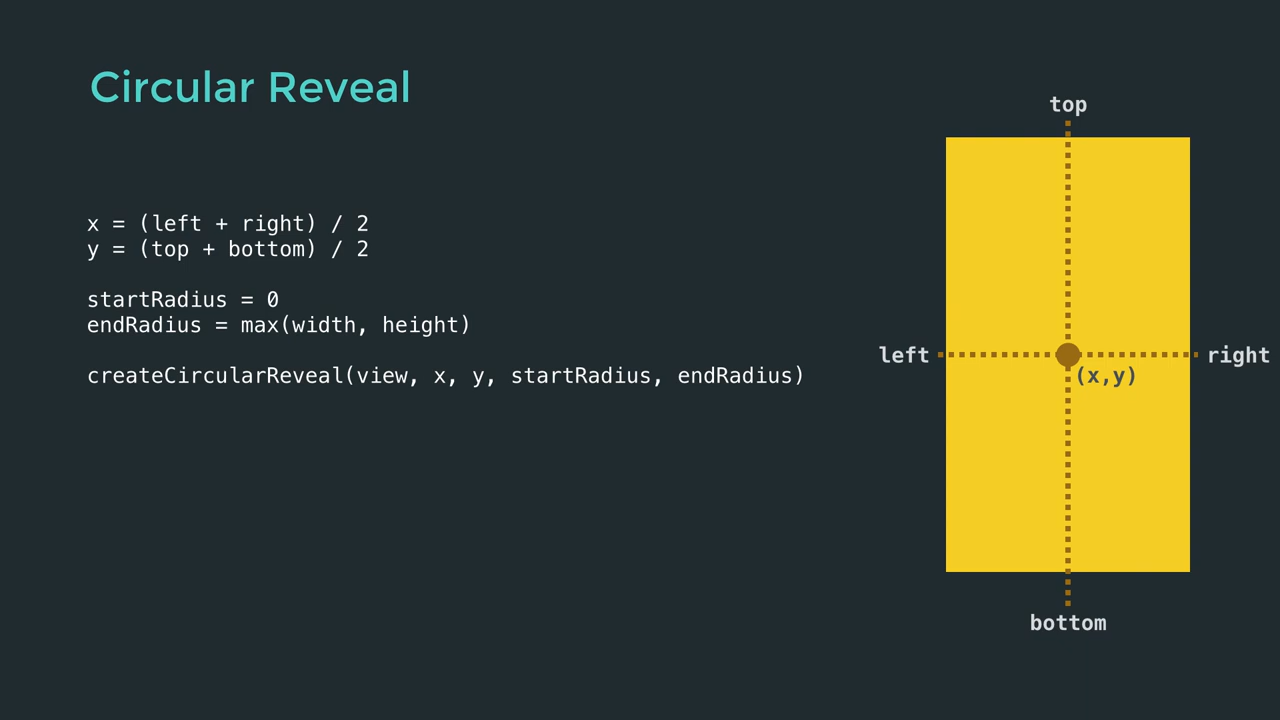 Circular Reveal
x = (left + right) / 2
y = (top + bottom) / 2
startRadius = 0
endRadius = max(width, height)
createCircularReveal(view, x, y, startRadius, endRadius)
top
left
right
(x,y)
bottom